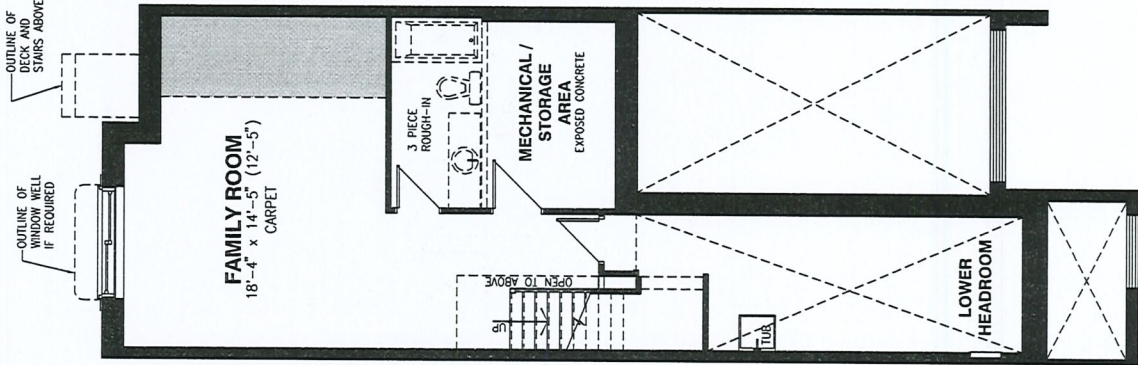 OUTLINE OF
DECK AND
STAIRS ABOVE
OUTLINE OF
WINDOW WELL
IF REQUIRED
FAMILY ROOM
18'-4" x 14'-5" (12'-5")
CARPET
3 PIECE
ROUGH-IN
MECHANICAL /
STORAGE
AREA
EXPOSED CONCRETE
OPEN TO ABOVE
UP
TUB
LOWER
HEADROOM